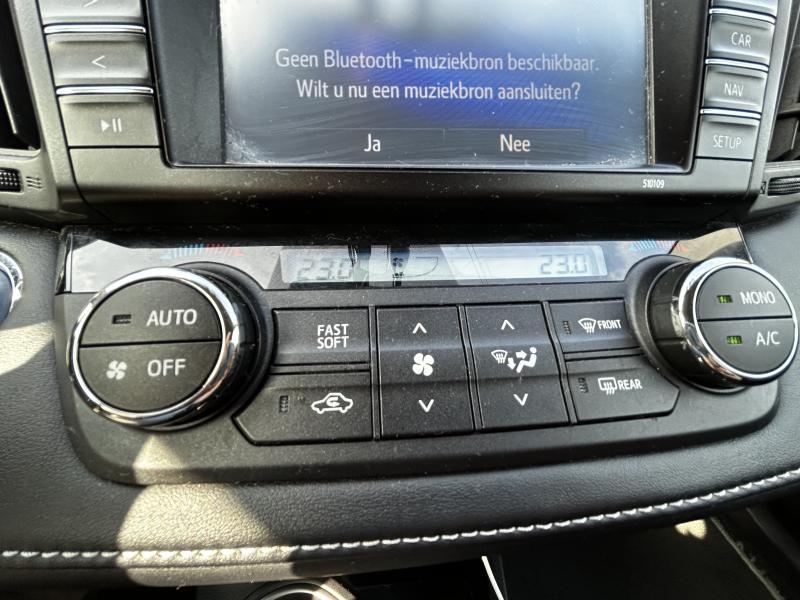 Geen Bluetooth-muziekbron beschikbaar.
Wilt u nu een muziekbron aansluiten?
Ja Nee
CAR
NAV
SETUP
510109
23.0 23.0
AUTO
OFF
FAST
SOFT
FRONT
REAR
MONO
A/C